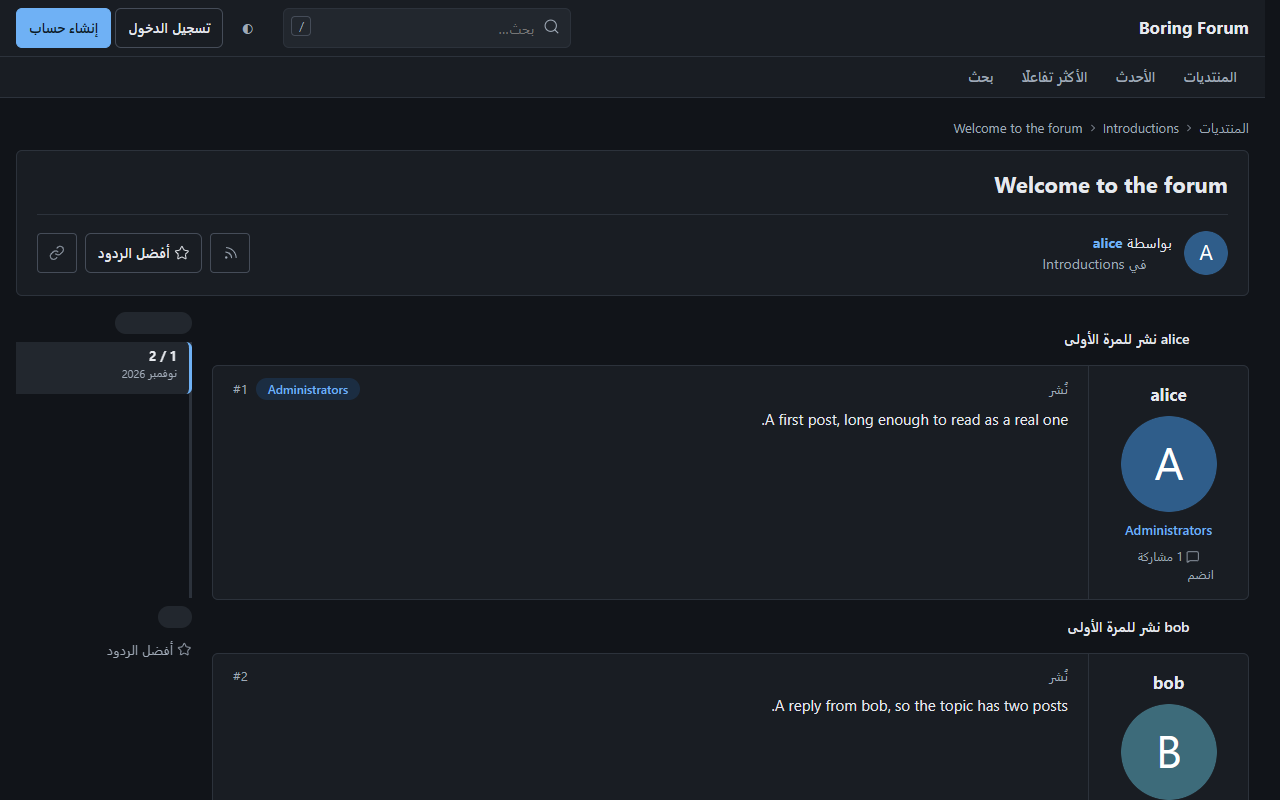 Boring Forum
بحث...
/
تسجيل الدخول
إنشاء حساب
المنتديات
الأحدث
الأكثر تفاعلًا
بحث
المنتديات › Introductions › Welcome to the forum
Welcome to the forum
A
بواسطة alice
في Introductions
أفضل الردود
alice نشر للمرة الأولى
alice
A
Administrators
1 مشاركة
انضم
نُشر
Administrators
#1
A first post, long enough to read as a real one.
1 / 2
نوفمبر 2026
أفضل الردود
bob نشر للمرة الأولى
bob
B
نُشر
#2
A reply from bob, so the topic has two posts.